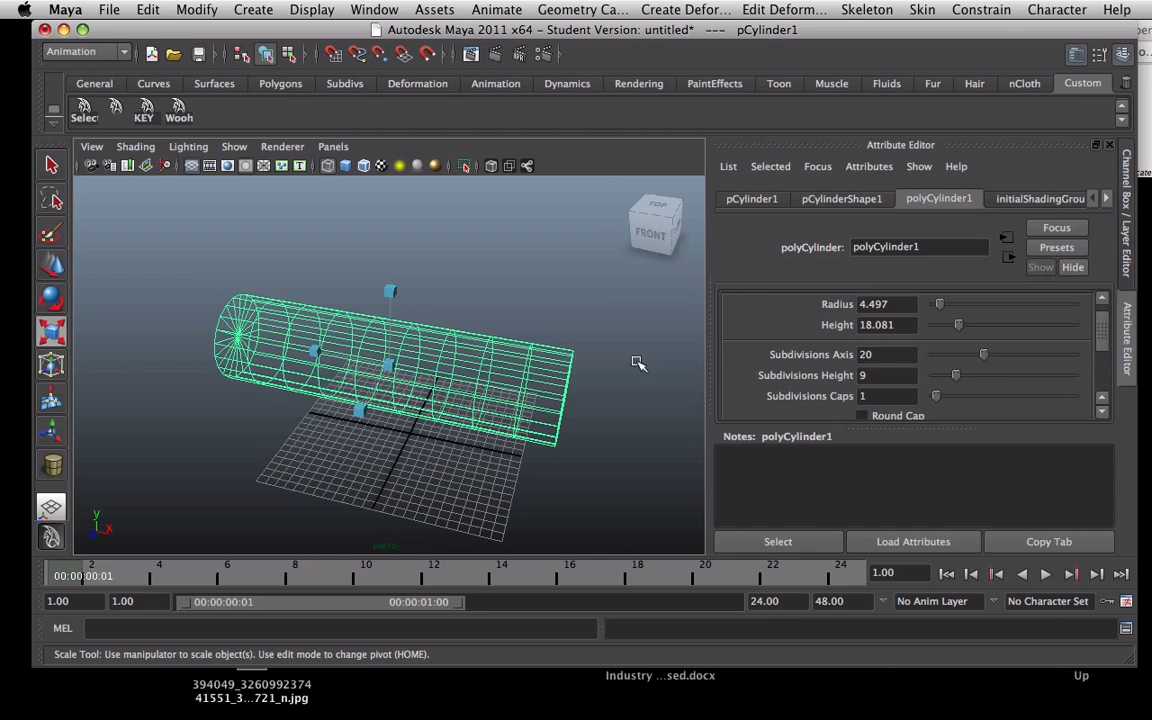 Maya File Edit Modify Create Display Window Assets Animate Geometry Ca... Create Defor... Edit Deform... Skeleton Skin Constrain Character Help
Autodesk Maya 2011 x64 - Student Version: untitled* --- pCylinder1
Animation
General Curves Surfaces Polygons Subdivs Deformation Animation Dynamics Rendering PaintEffects Toon Muscle Fluids Fur Hair nCloth Custom
Selec KEY Wooh
View Shading Lighting Show Renderer Panels
TOP
FRONT
y
x
persp
Attribute Editor
List Selected Focus Attributes Show Help
pCylinder1 pCylinderShape1 polyCylinder1 initialShadingGrou
Focus
polyCylinder: polyCylinder1
Presets
Show Hide
Radius 4.497
Height 18.081
Subdivisions Axis 20
Subdivisions Height 9
Subdivisions Caps 1
Round Cap
Notes: polyCylinder1
Select Load Attributes Copy Tab
Channel Box / Layer Editor
Attribute Editor
2 4 6 8 10 12 14 16 18 20 22 24
00:00:00:01
1.00
1.00 1.00 00:00:00:01 00:00:01:00 24.00 48.00 No Anim Layer No Character Set
MEL
Scale Tool: Use manipulator to scale object(s). Use edit mode to change pivot (HOME).
394049_3260992374
41551_3...721_n.jpg
Industry ...sed.docx
Up